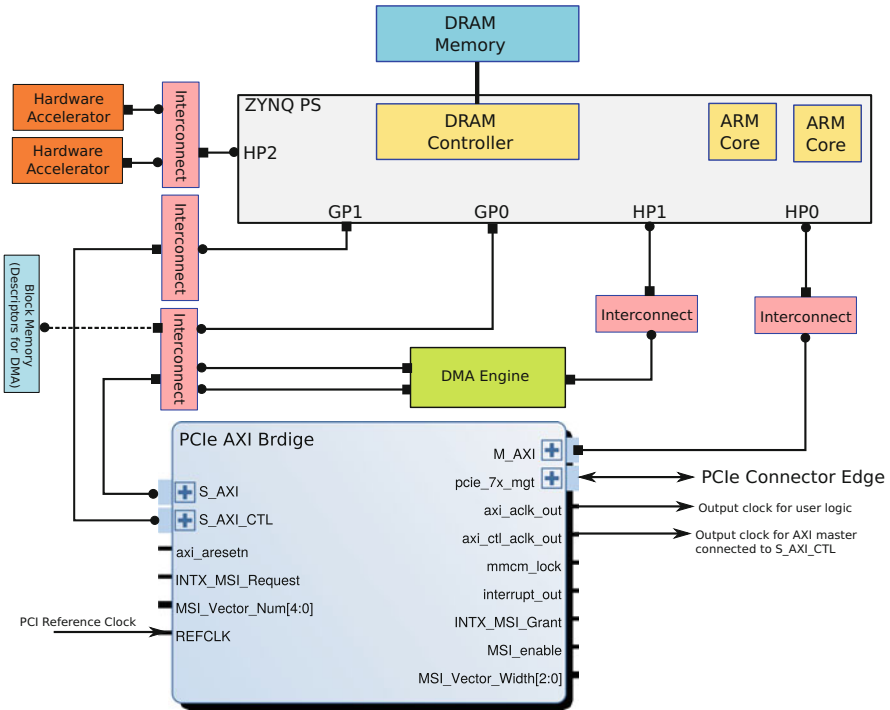 DRAM
Memory
ZYNQ PS
DRAM
Controller
ARM
Core
ARM
Core
Hardware
Accelerator
Hardware
Accelerator
Interconnect
HP2
GP1
GP0
HP1
HP0
Interconnect
Block Memory
(Descriptors for DMA)
Interconnect
Interconnect
Interconnect
DMA Engine
PCIe AXI Brdige
M_AXI
pcie_7x_mgt
PCIe Connector Edge
S_AXI
axi_aclk_out
Output clock for user logic
S_AXI_CTL
axi_ctl_aclk_out
Output clock for AXI master
connected to S_AXI_CTL
axi_aresetn
mmcm_lock
INTX_MSI_Request
interrupt_out
MSI_Vector_Num[4:0]
INTX_MSI_Grant
PCI Reference Clock
REFCLK
MSI_enable
MSI_Vector_Width[2:0]